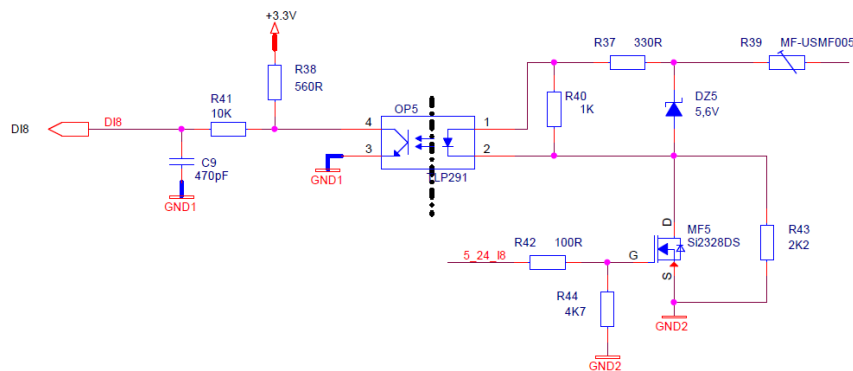 +3.3V
R38
560R
R41
10K
DI8
DI8
C9
470pF
GND1
GND1
OP5
4
3
1
2
TLP291
R37 330R
R39 MF-USMF005
R40
1K
DZ5
5,6V
R42 100R
5_24_I8
G
D
S
MF5
Si2328DS
R43
2K2
R44
4K7
GND2
GND2